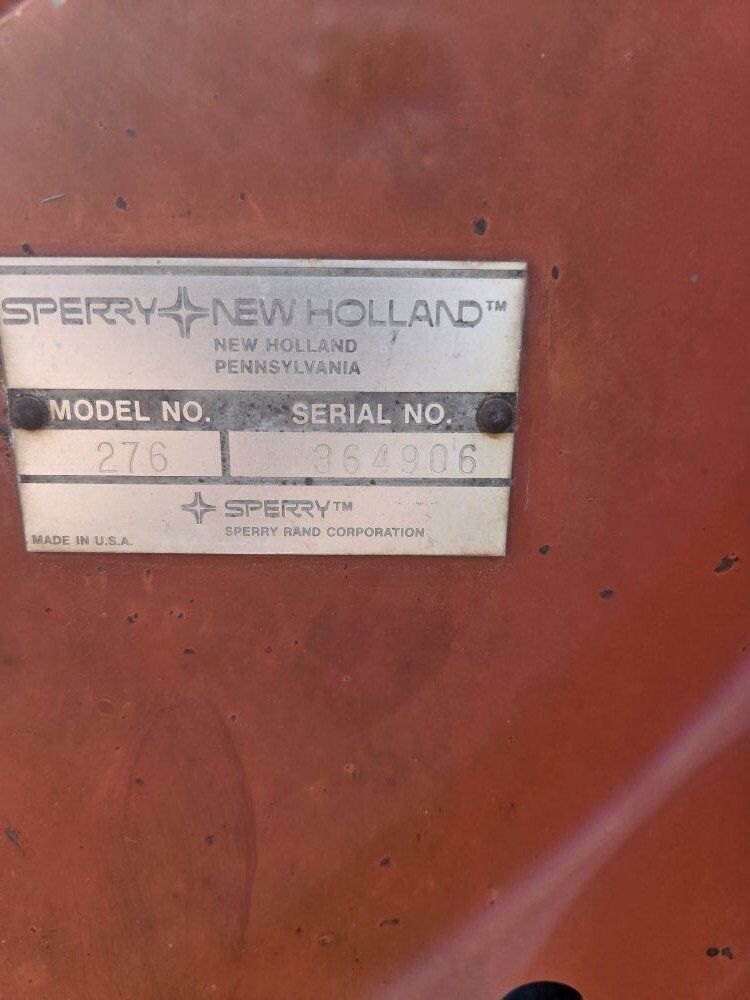 SPERRY NEW HOLLAND™
NEW HOLLAND
PENNSYLVANIA
MODEL NO. SERIAL NO.
276 364906
SPERRY™
SPERRY RAND CORPORATION
MADE IN U.S.A.